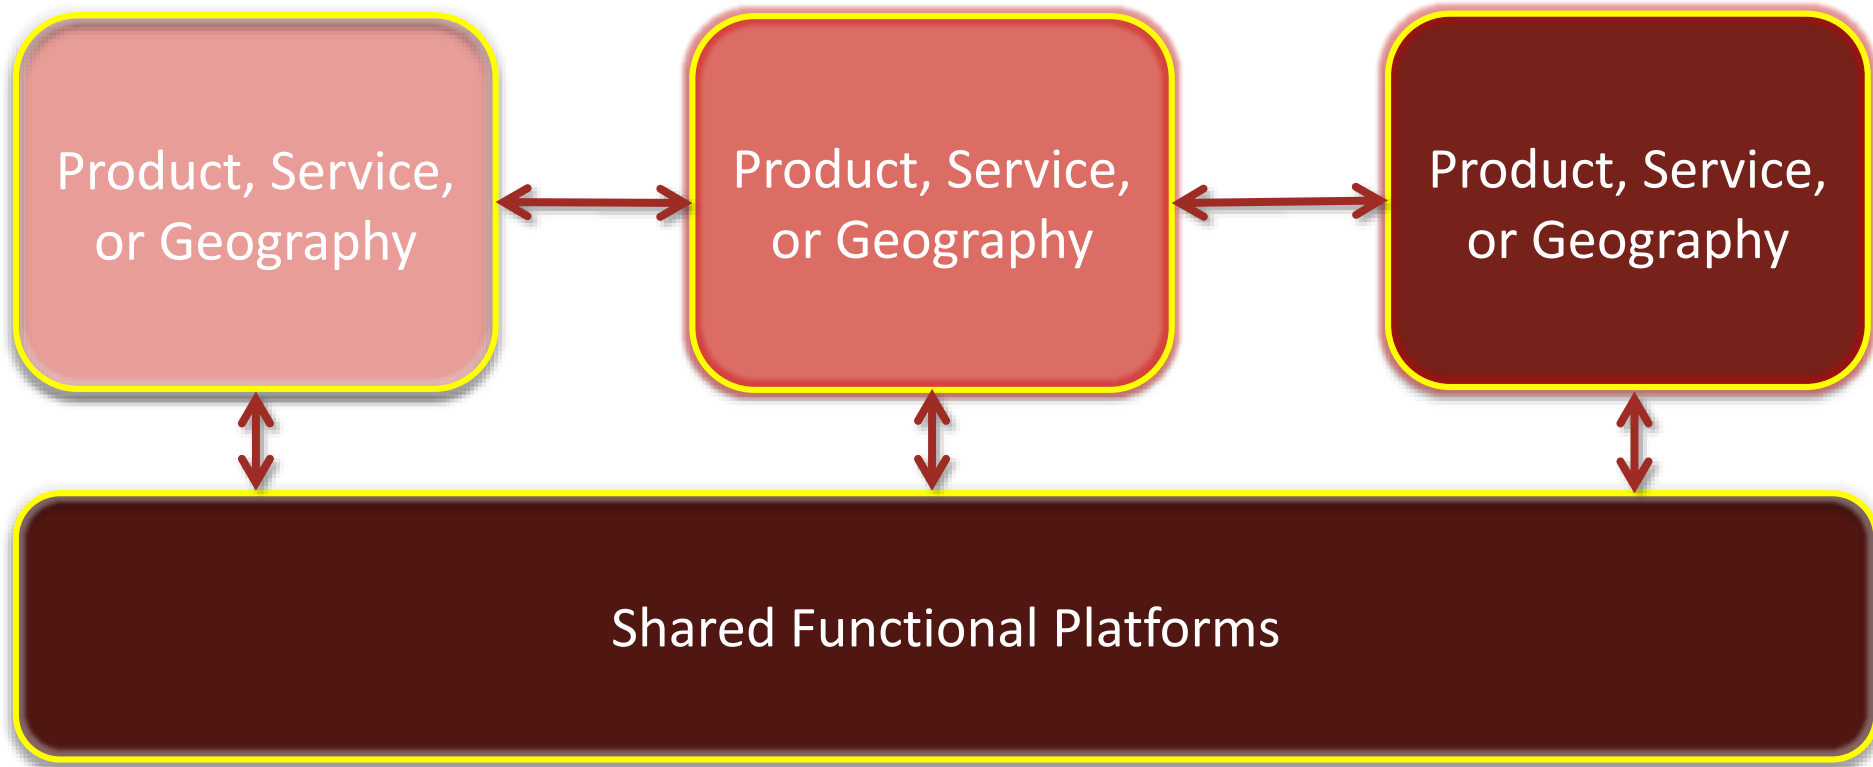 Product, Service,
or Geography
Product, Service,
or Geography
Product, Service,
or Geography
Shared Functional Platforms